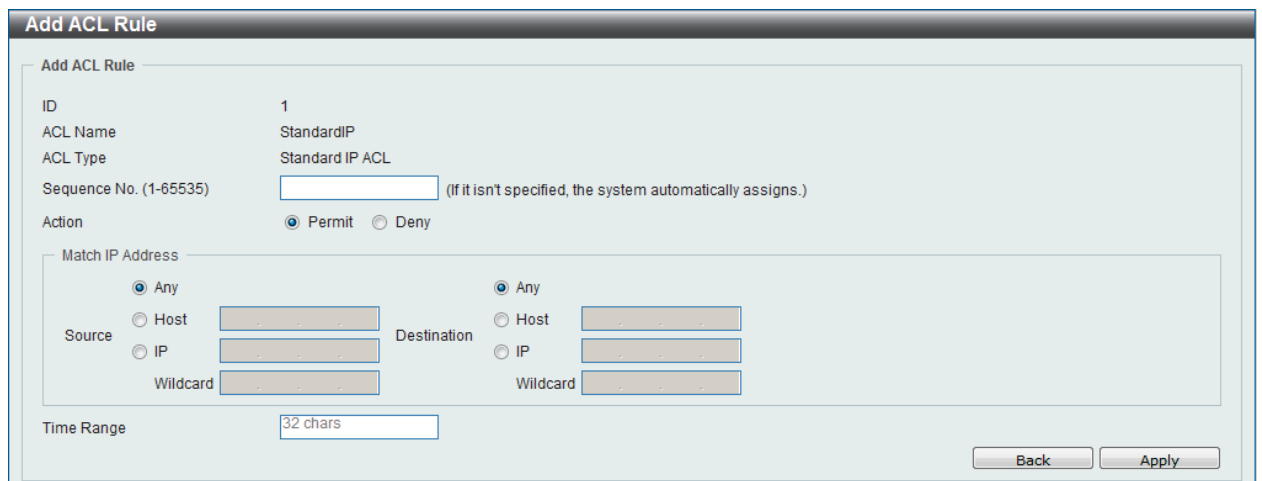 Add ACL Rule
Add ACL Rule
ID 1
ACL Name StandardIP
ACL Type Standard IP ACL
Sequence No. (1-65535) (If it isn't specified, the system automatically assigns.)
Action Permit Deny
Match IP Address
Any Any
Host . . . Host . . .
Source Destination
IP . . . IP . . .
Wildcard . . . Wildcard . . .
Time Range 32 chars
Back Apply